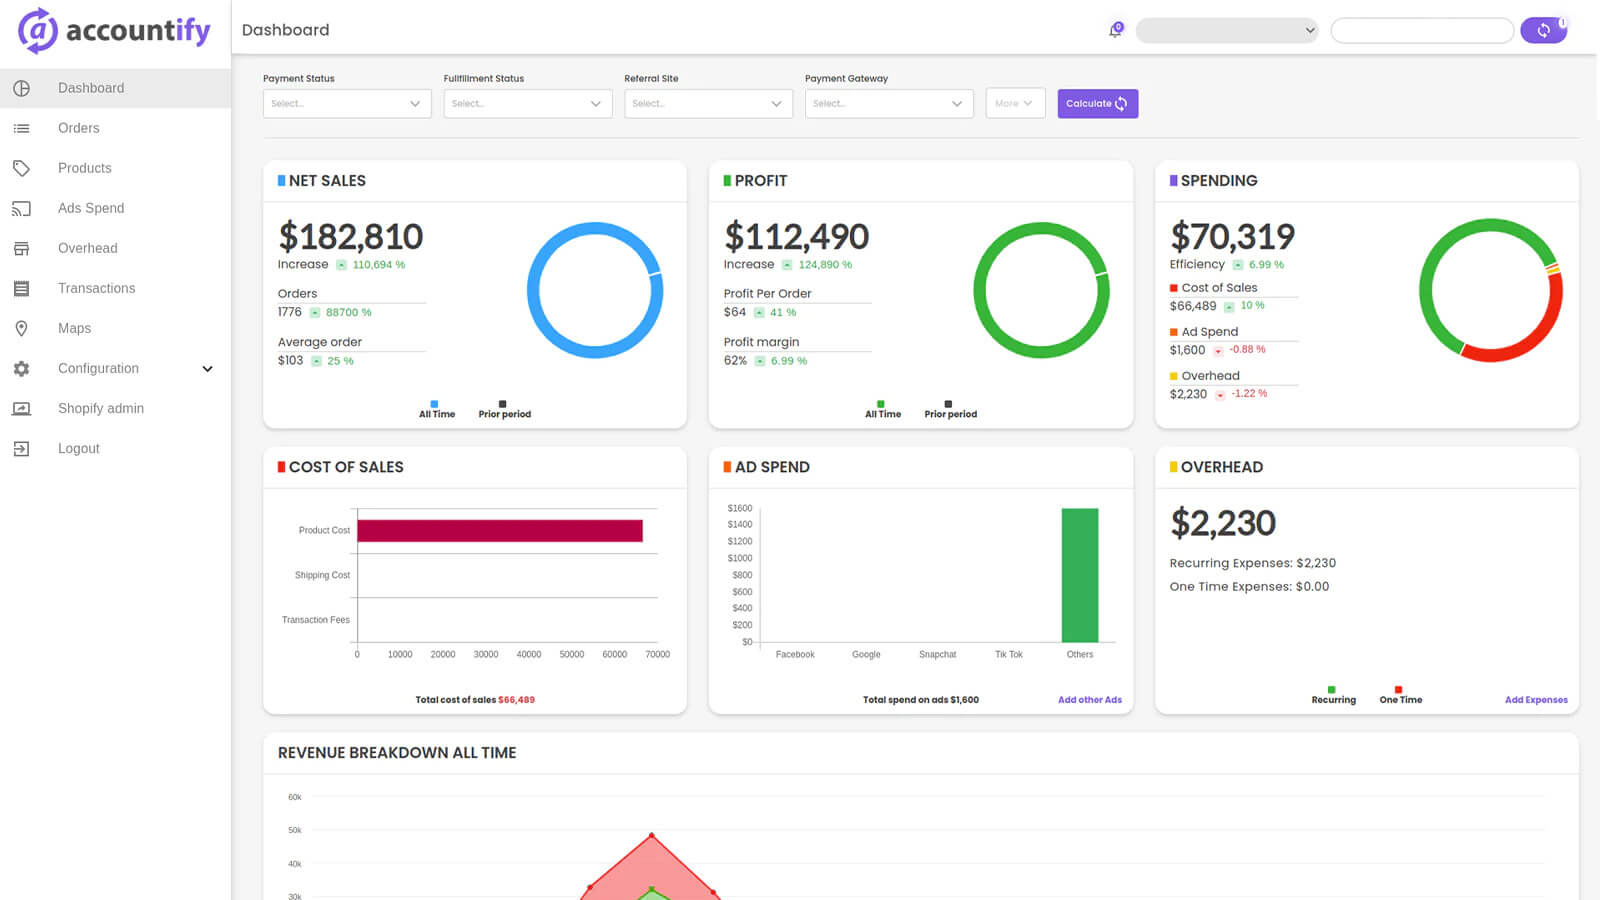 accountify
Dashboard
0
1
Dashboard
Orders
Products
Ads Spend
Overhead
Transactions
Maps
Configuration
Shopify admin
Logout
Payment Status
Fullfillment Status
Referral Site
Payment Gateway
Select...
Select...
Select...
Select...
More
Calculate
NET SALES
$182,810
Increase 110,694 %
Orders
1776 88700 %
Average order
$103 25 %
All Time Prior period
PROFIT
$112,490
Increase 124,890 %
Profit Per Order
$64 41 %
Profit margin
62% 6.99 %
All Time Prior period
SPENDING
$70,319
Efficiency 6.99 %
Cost of Sales
$66,489 10 %
Ad Spend
$1,600 -0.88 %
Overhead
$2,230 -1.22 %
COST OF SALES
Product Cost
Shipping Cost
Transaction Fees
0 10000 20000 30000 40000 50000 60000 70000
Total cost of sales $66,489
AD SPEND
$1600
$1400
$1200
$1000
$800
$600
$400
$200
$0
Facebook Google Snapchat Tik Tok Others
Total spend on ads $1,600
Add other Ads
OVERHEAD
$2,230
Recurring Expenses: $2,230
One Time Expenses: $0.00
Recurring One Time
Add Expenses
REVENUE BREAKDOWN ALL TIME
60k
50k
40k
30k